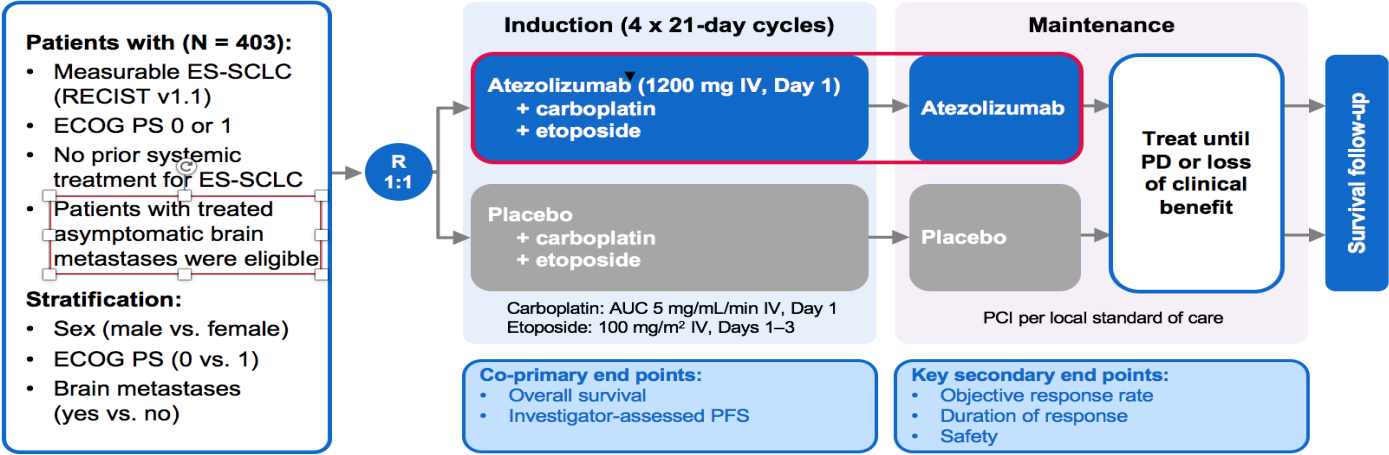 Patients with (N = 403):
• Measurable ES-SCLC
(RECIST v1.1)
• ECOG PS 0 or 1
• No prior systemic
treatment for ES-SCLC
• Patients with treated
asymptomatic brain
metastases were eligible
Stratification:
• Sex (male vs. female)
• ECOG PS (0 vs. 1)
• Brain metastases
(yes vs. no)
R
1:1
Induction (4 x 21-day cycles)
Atezolizumab (1200 mg IV, Day 1)
+ carboplatin
+ etoposide
Placebo
+ carboplatin
+ etoposide
Carboplatin: AUC 5 mg/mL/min IV, Day 1
Etoposide: 100 mg/m² IV, Days 1–3
Maintenance
Atezolizumab
Placebo
Treat until
PD or loss
of clinical
benefit
PCI per local standard of care
Survival follow-up
Co-primary end points:
• Overall survival
• Investigator-assessed PFS
Key secondary end points:
• Objective response rate
• Duration of response
• Safety